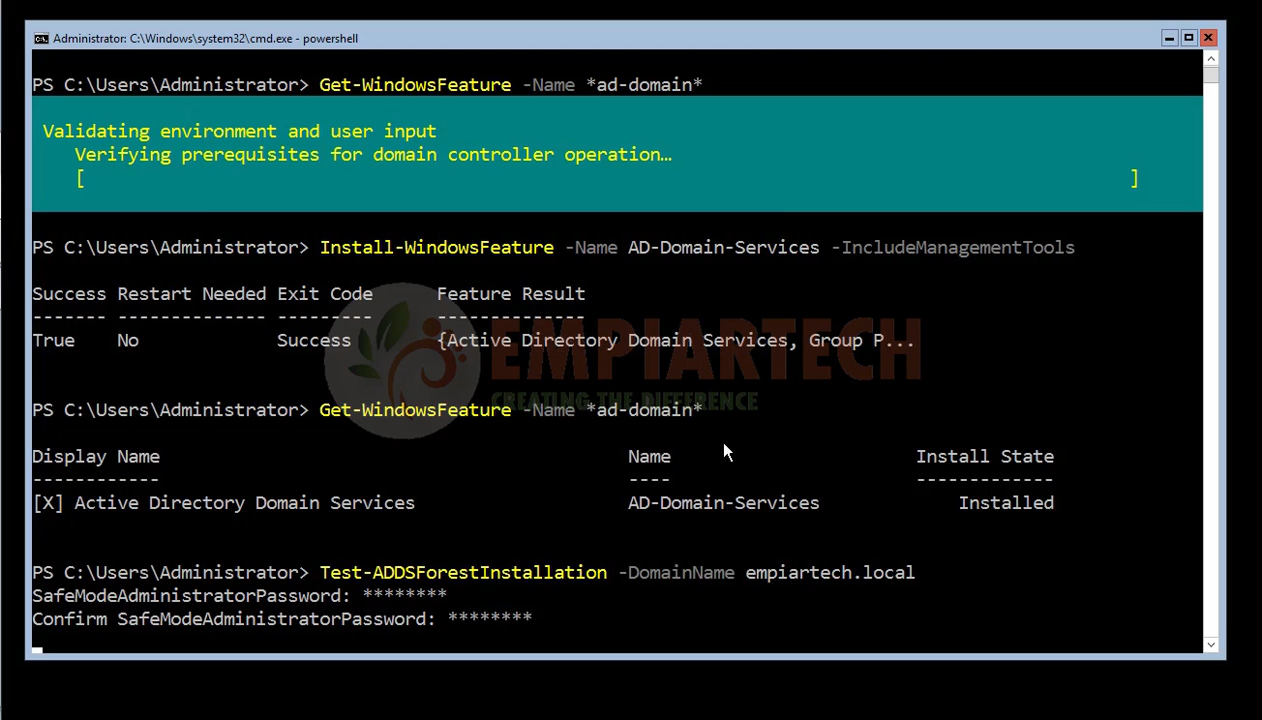 Administrator: C:\Windows\system32\cmd.exe - powershell
PS C:\Users\Administrator> Get-WindowsFeature -Name *ad-domain*
Validating environment and user input
Verifying prerequisites for domain controller operation…
[ ]
PS C:\Users\Administrator> Install-WindowsFeature -Name AD-Domain-Services -IncludeManagementTools
Success Restart Needed Exit Code Feature Result
------- -------------- --------- --------------
True No Success {Active Directory Domain Services, Group P...
EMPIARTECH
CREATING THE DIFFERENCE
PS C:\Users\Administrator> Get-WindowsFeature -Name *ad-domain*
Display Name Name Install State
------------ ---- -------------
[X] Active Directory Domain Services AD-Domain-Services Installed
PS C:\Users\Administrator> Test-ADDSForestInstallation -DomainName empiartech.local
SafeModeAdministratorPassword: ********
Confirm SafeModeAdministratorPassword: ********